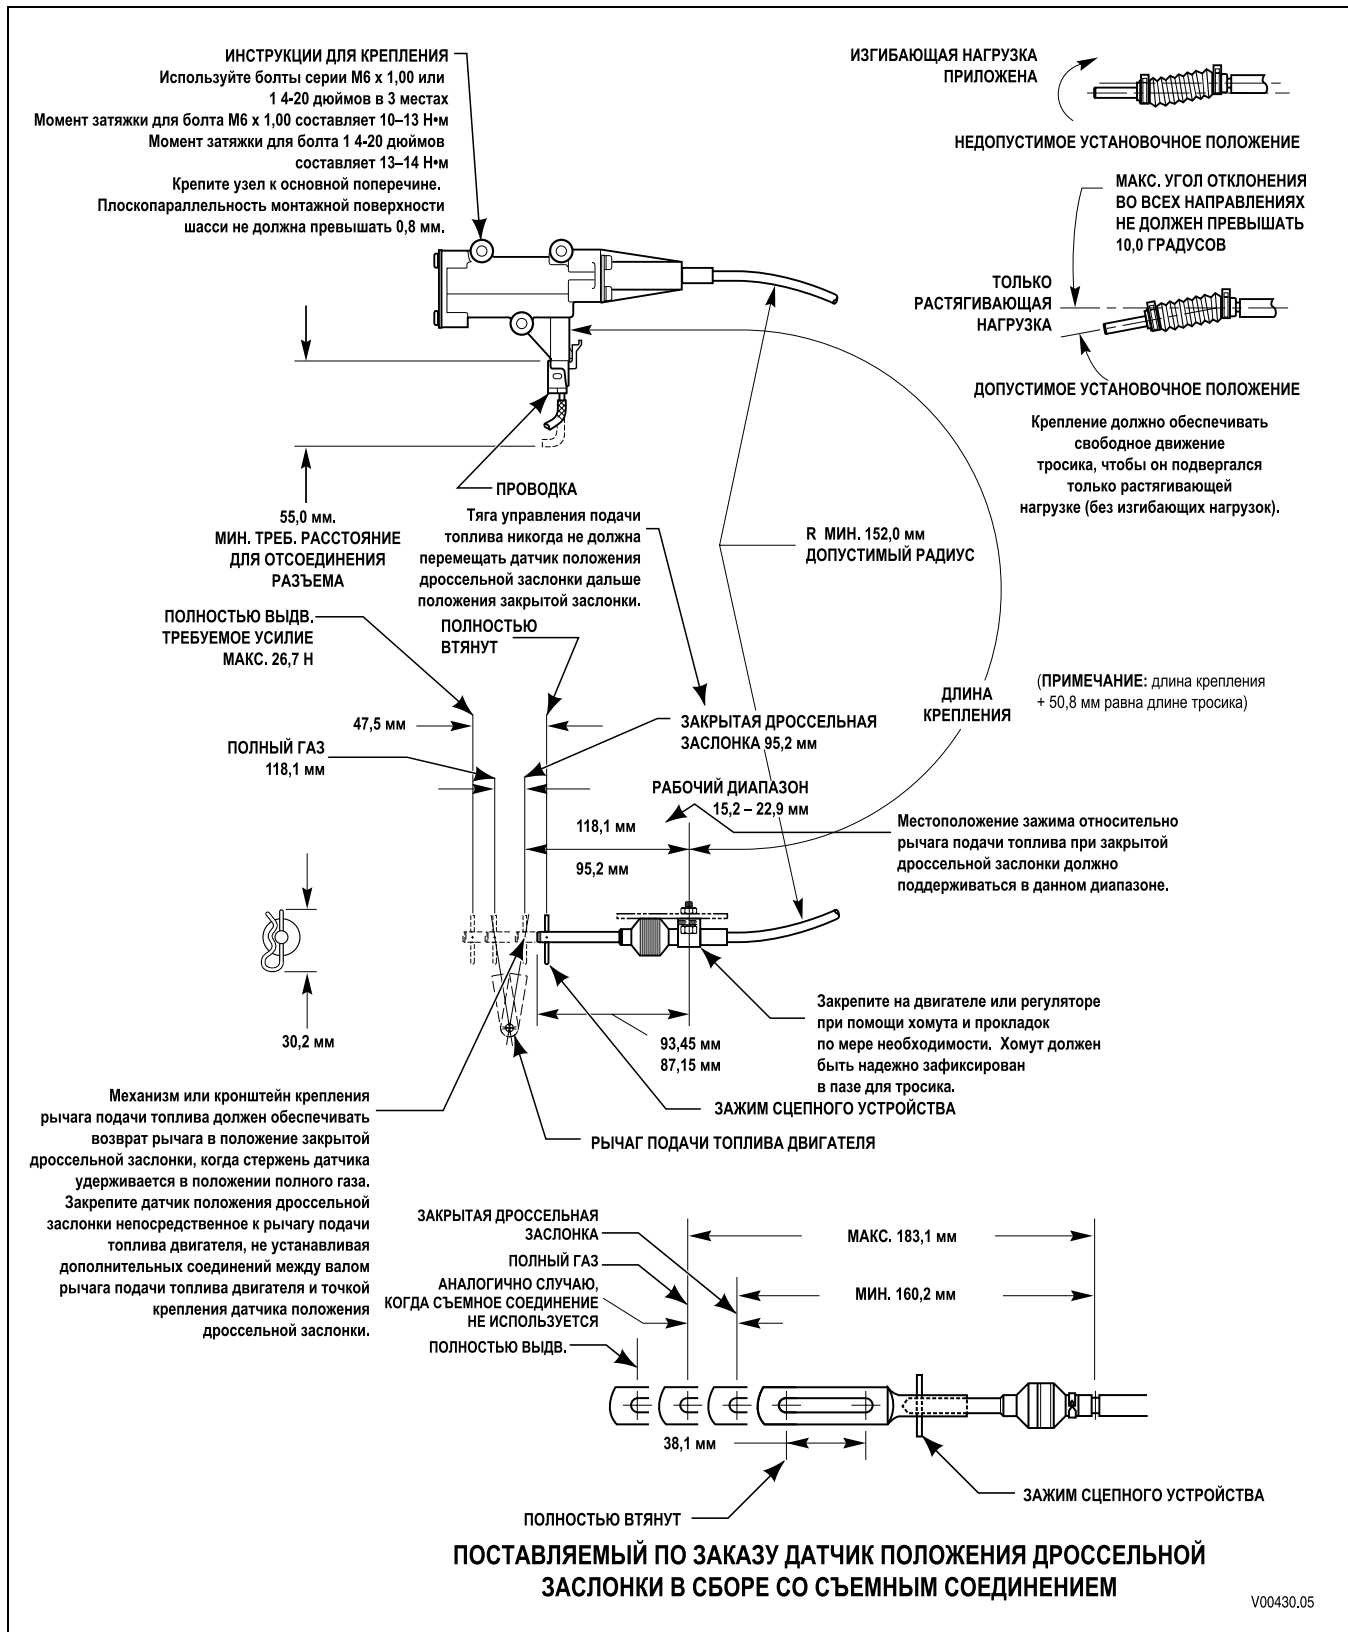 ИНСТРУКЦИИ ДЛЯ КРЕПЛЕНИЯ
Используйте болты серии M6 x 1,00 или
1 4-20 дюймов в 3 местах
Момент затяжки для болта M6 x 1,00 составляет 10–13 Н•м
Момент затяжки для болта 1 4-20 дюймов
составляет 13–14 Н•м
Крепите узел к основной поперечине.
Плоскопараллельность монтажной поверхности
шасси не должна превышать 0,8 мм.
ИЗГИБАЮЩАЯ НАГРУЗКА
ПРИЛОЖЕНА
НЕДОПУСТИМОЕ УСТАНОВОЧНОЕ ПОЛОЖЕНИЕ
МАКС. УГОЛ ОТКЛОНЕНИЯ
ВО ВСЕХ НАПРАВЛЕНИЯХ
НЕ ДОЛЖЕН ПРЕВЫШАТЬ
10,0 ГРАДУСОВ
ТОЛЬКО
РАСТЯГИВАЮЩАЯ
НАГРУЗКА
ДОПУСТИМОЕ УСТАНОВОЧНОЕ ПОЛОЖЕНИЕ
Крепление должно обеспечивать
свободное движение
тросика, чтобы он подвергался
только растягивающей
нагрузке (без изгибающих нагрузок).
ПРОВОДКА
55,0 мм.
МИН. ТРЕБ. РАССТОЯНИЕ
ДЛЯ ОТСОЕДИНЕНИЯ
РАЗЪЕМА
Тяга управления подачи
топлива никогда не должна
перемещать датчик положения
дроссельной заслонки дальше
положения закрытой заслонки.
R МИН. 152,0 мм
ДОПУСТИМЫЙ РАДИУС
ПОЛНОСТЬЮ ВЫДВ.
ТРЕБУЕМОЕ УСИЛИЕ
МАКС. 26,7 Н
ПОЛНОСТЬЮ
ВТЯНУТ
ДЛИНА
КРЕПЛЕНИЯ
(ПРИМЕЧАНИЕ: длина крепления
+ 50,8 мм равна длине тросика)
47,5 мм
ЗАКРЫТАЯ ДРОССЕЛЬНАЯ
ЗАСЛОНКА 95,2 мм
ПОЛНЫЙ ГАЗ
118,1 мм
РАБОЧИЙ ДИАПАЗОН
15,2 – 22,9 мм
118,1 мм
95,2 мм
Местоположение зажима относительно
рычага подачи топлива при закрытой
дроссельной заслонки должно
поддерживаться в данном диапазоне.
30,2 мм
93,45 мм
87,15 мм
Закрепите на двигателе или регуляторе
при помощи хомута и прокладок
по мере необходимости. Хомут должен
быть надежно зафиксирован
в пазе для тросика.
ЗАЖИМ СЦЕПНОГО УСТРОЙСТВА
РЫЧАГ ПОДАЧИ ТОПЛИВА ДВИГАТЕЛЯ
Механизм или кронштейн крепления
рычага подачи топлива должен обеспечивать
возврат рычага в положение закрытой
дроссельной заслонки, когда стержень датчика
удерживается в положении полного газа.
Закрепите датчик положения дроссельной
заслонки непосредственное к рычагу подачи
топлива двигателя, не устанавливая
дополнительных соединений между валом
рычага подачи топлива двигателя и точкой
крепления датчика положения
дроссельной заслонки.
ЗАКРЫТАЯ ДРОССЕЛЬНАЯ
ЗАСЛОНКА
ПОЛНЫЙ ГАЗ
АНАЛОГИЧНО СЛУЧАЮ,
КОГДА СЪЕМНОЕ СОЕДИНЕНИЕ
НЕ ИСПОЛЬЗУЕТСЯ
ПОЛНОСТЬЮ ВЫДВ.
МАКС. 183,1 мм
МИН. 160,2 мм
38,1 мм
ЗАЖИМ СЦЕПНОГО УСТРОЙСТВА
ПОЛНОСТЬЮ ВТЯНУТ
ПОСТАВЛЯЕМЫЙ ПО ЗАКАЗУ ДАТЧИК ПОЛОЖЕНИЯ ДРОССЕЛЬНОЙ
ЗАСЛОНКИ В СБОРЕ СО СЪЕМНЫМ СОЕДИНЕНИЕМ
V00430.05